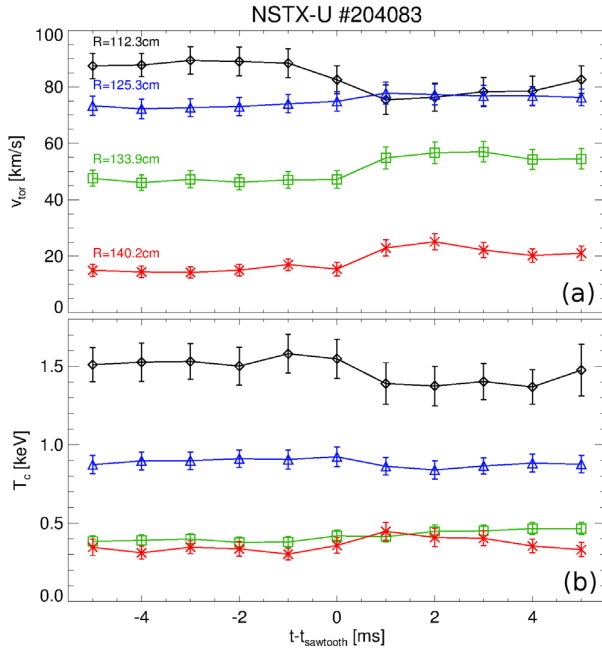 NSTX-U #204083
100
80
60
40
20
0
v_tor [km/s]
R=112.3cm
R=125.3cm
R=133.9cm
R=140.2cm
(a)
1.5
1.0
0.5
0.0
T_c [keV]
(b)
-4 -2 0 2 4
t-t_sawtooth [ms]